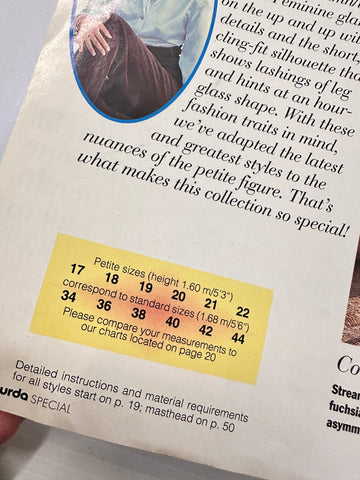 on the up and up
details and the short,
cling-fit silhouette tha
shows lashings of leg
and hints at an hour-
glass shape. With these
fashion traits in mind,
we've adapted the latest
and greatest styles to the
nuances of the petite figure. That's
what makes this collection so special!
Petite sizes (height 1.60 m/5'3")
17 18 19 20 21 22
correspond to standard sizes (1.68 m/5'6")
34 36 38 40 42 44
Please compare your measurements to
our charts located on page 20
Detailed instructions and material requirements
for all styles start on p. 19; masthead on p. 50
urda SPECIAL
Co
Strea
fuchsia
asymm